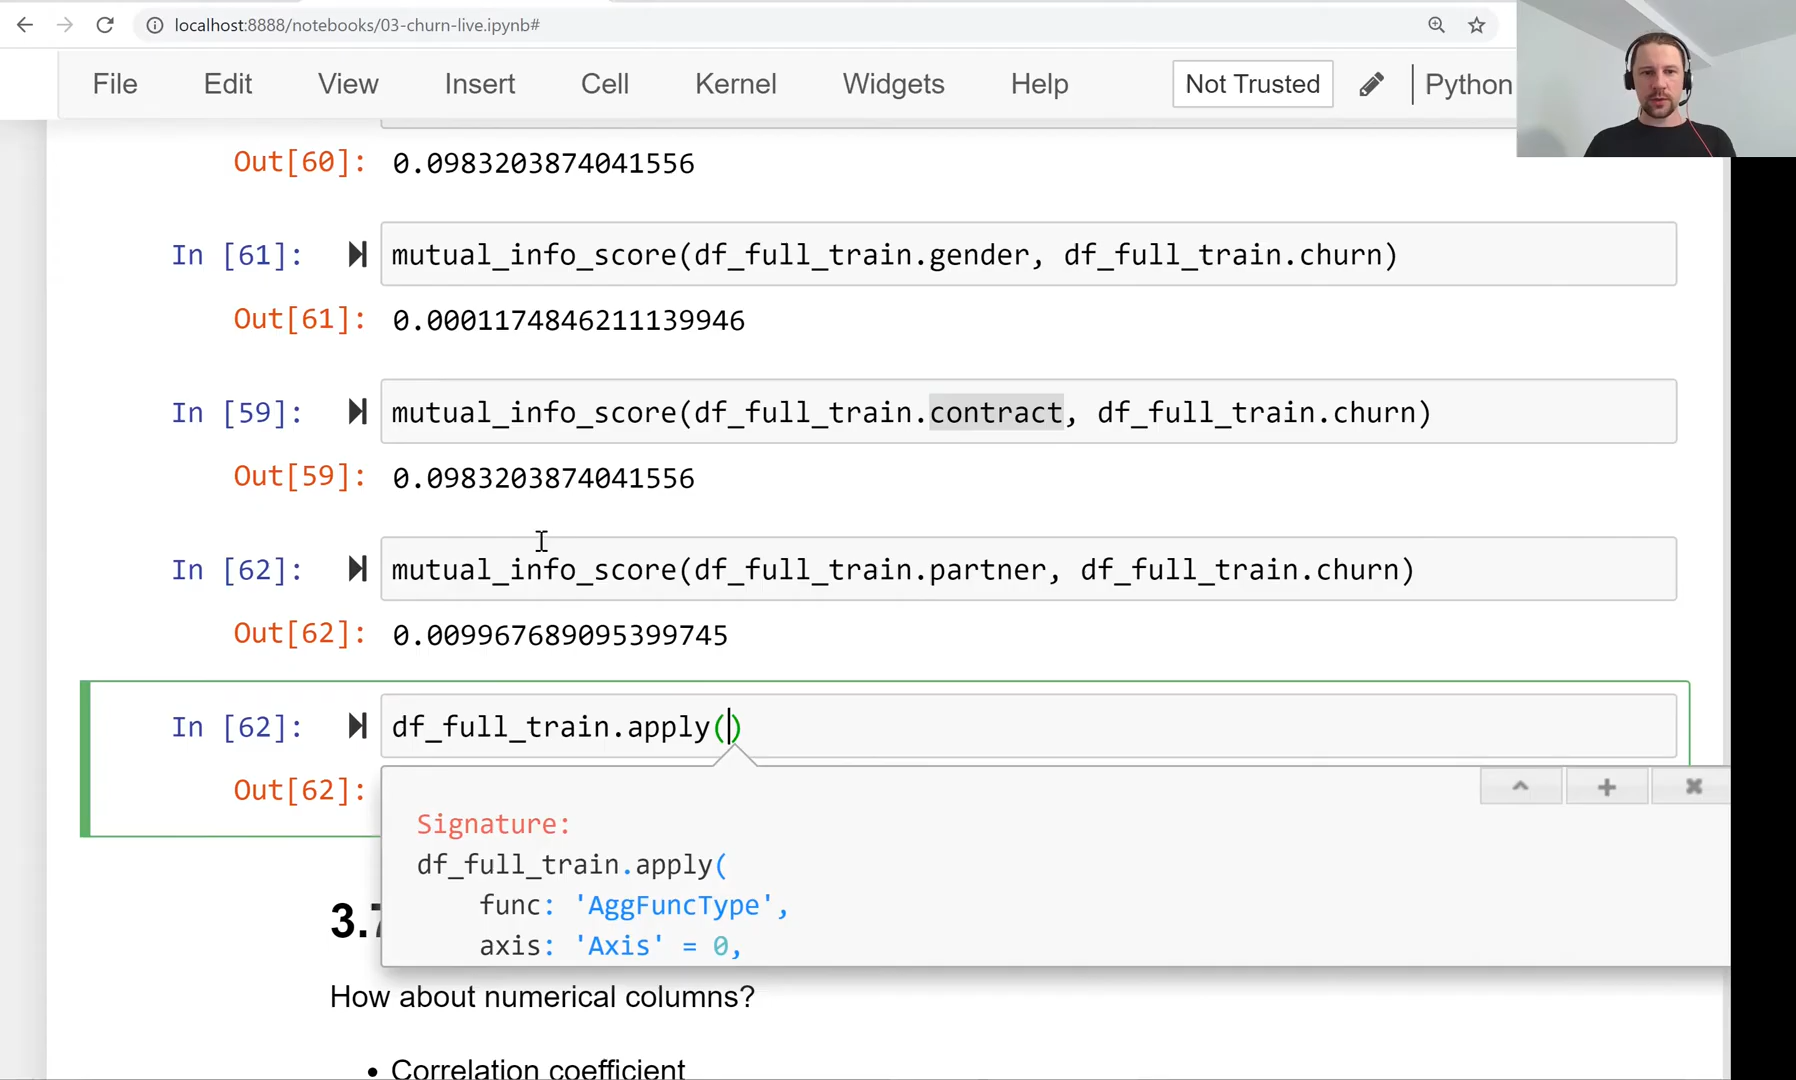 localhost:8888/notebooks/03-churn-live.ipynb#
File Edit View Insert Cell Kernel Widgets Help Not Trusted Python
Out[60]: 0.0983203874041556
In [61]: mutual_info_score(df_full_train.gender, df_full_train.churn)
Out[61]: 0.0001174846211139946
In [59]: mutual_info_score(df_full_train.contract, df_full_train.churn)
Out[59]: 0.0983203874041556
In [62]: mutual_info_score(df_full_train.partner, df_full_train.churn)
Out[62]: 0.009967689095399745
In [62]: df_full_train.apply()
Out[62]:
Signature:
df_full_train.apply(
func: 'AggFuncType',
axis: 'Axis' = 0,
3.7
How about numerical columns?
• Correlation coefficient